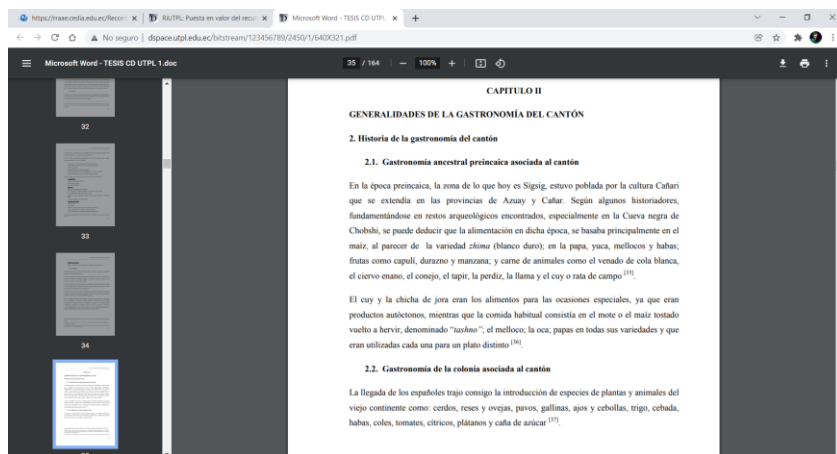 https://rraae.cedia.edu.ec/Recor
RiUTPL: Puesta en valor del recu
Microsoft Word - TESIS CD UTPL
No seguro | dspace.utpl.edu.ec/bitstream/123456789/2450/1/640X321.pdf
Microsoft Word - TESIS CD UTPL 1.doc
35 / 164
100%
32
33
34
CAPITULO II
GENERALIDADES DE LA GASTRONOMÍA DEL CANTÓN
2. Historia de la gastronomía del cantón
2.1. Gastronomía ancestral preincaica asociada al cantón
En la época preincaica, la zona de lo que hoy es Sígsig, estuvo poblada por la cultura Cañari
que se extendía en las provincias de Azuay y Cañar. Según algunos historiadores,
fundamentándose en restos arqueológicos encontrados, especialmente en la Cueva negra de
Chobshi, se puede deducir que la alimentación en dicha época, se basaba principalmente en el
maíz, al parecer de la variedad zhima (blanco duro); en la papa, yuca, mellocos y habas;
frutas como capulí, durazno y manzana; y carne de animales como el venado de cola blanca,
el ciervo enano, el conejo, el tapir, la perdiz, la llama y el cuy o rata de campo [35].
El cuy y la chicha de jora eran los alimentos para las ocasiones especiales, ya que eran
productos autóctonos, mientras que la comida habitual consistía en el mote o el maíz tostado
vuelto a hervir, denominado “tashno”; el melloco; la oca; papas en todas sus variedades y que
eran utilizadas cada una para un plato distinto [36].
2.2. Gastronomía de la colonia asociada al cantón
La llegada de los españoles trajo consigo la introducción de especies de plantas y animales del
viejo continente como: cerdos, reses y ovejas, pavos, gallinas, ajos y cebollas, trigo, cebada,
habas, coles, tomates, cítricos, plátanos y caña de azúcar [37].